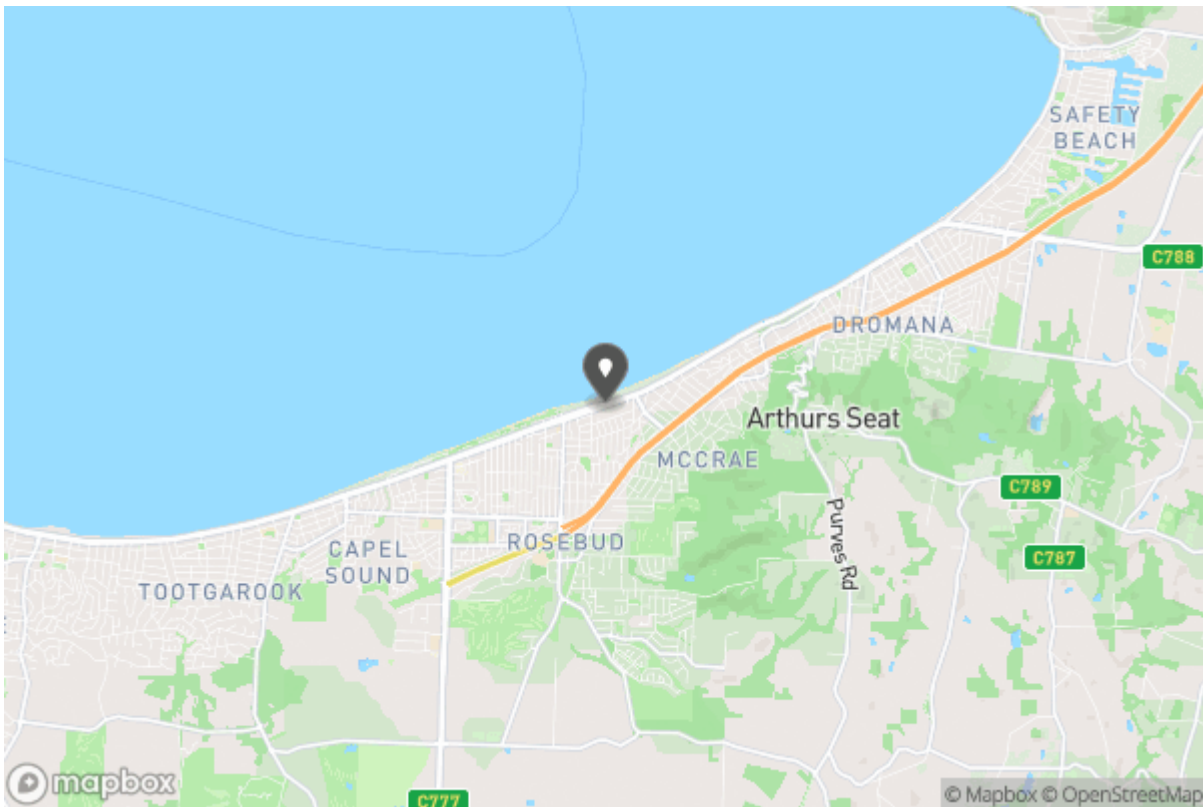 SAFETY
BEACH
C788
DROMANA
Arthurs Seat
MCCRAE
C789
Purves Rd
ROSEBUD
CAPEL
SOUND
C787
TOOTGAROOK
mapbox
C777
© Mapbox © OpenStreetMap